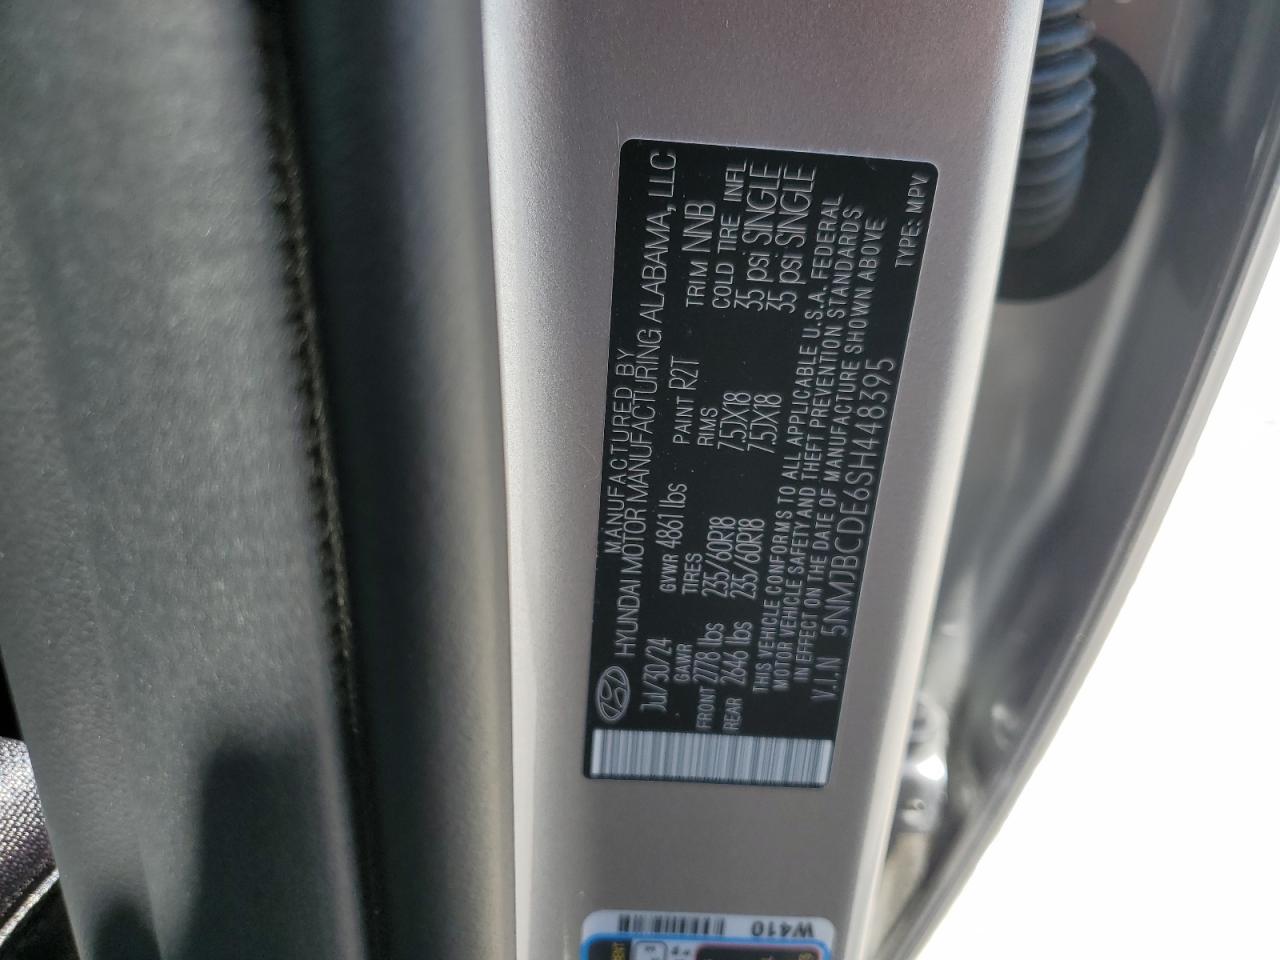 MANUFACTURED BY
HYUNDAI MOTOR MANUFACTURING ALABAMA, LLC
Jul/30/24 GVWR 4861 lbs PAINT R2T TRIM NNB
GAWR TIRES RIMS COLD TIRE INFL
FRONT 2778 lbs 235/60R18 7.5JX18 35 psi SINGLE
REAR 2646 lbs 235/60R18 7.5JX18 35 psi SINGLE
THIS VEHICLE CONFORMS TO ALL APPLICABLE U.S.A. FEDERAL
MOTOR VEHICLE SAFETY AND THEFT PREVENTION STANDARDS
IN EFFECT ON THE DATE OF MANUFACTURE SHOWN ABOVE
V.I.N 5NMJBCDE6SH448395 TYPE: MPV
W410